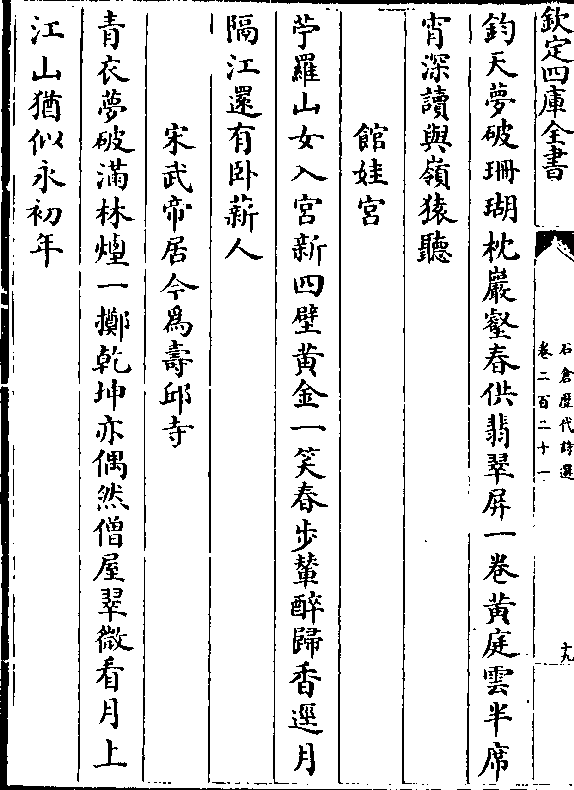 欽定四庫全書
石倉歷代詩選
卷二百二十一
十九
鈞天夢破珊瑚枕巖壑春供翡翠屏一卷黃庭雲半席
宵深讀與嶺猿聽
館娃宮
苧羅山女入宮新四壁黃金一笑春步輦醉歸香逕月
隔江還有卧薪人
宋武帝居今爲壽邱寺
青衣夢破滿林煌一擲乾坤亦偶然僧屋翠微看月上
江山猶似永初年